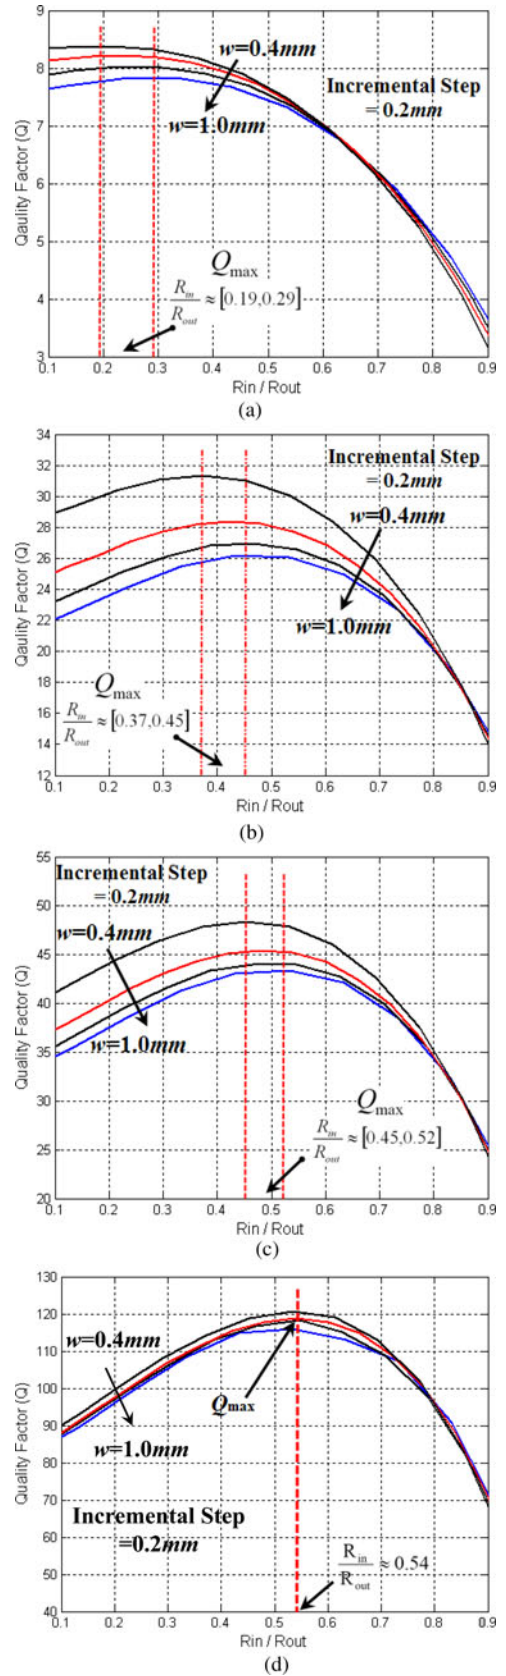 9
8
7
6
5
4
3
Qaulity Factor (Q)
w=0.4mm
Incremental Step
= 0.2mm
w=1.0mm
Qmax
Rin/Rout ≈ [0.19,0.29]
0.1 0.2 0.3 0.4 0.5 0.6 0.7 0.8 0.9
Rin / Rout
(a)
34
32
30
28
26
24
22
20
18
16
14
12
Qaulity Factor (Q)
Incremental Step
= 0.2mm
w=0.4mm
w=1.0mm
Qmax
Rin/Rout ≈ [0.37,0.45]
0.1 0.2 0.3 0.4 0.5 0.6 0.7 0.8 0.9
Rin / Rout
(b)
55
50
45
40
35
30
25
20
Quality Factor (Q)
Incremental Step
= 0.2mm
w=0.4mm
w=1.0mm
Qmax
Rin/Rout ≈ [0.45,0.52]
0.1 0.2 0.3 0.4 0.5 0.6 0.7 0.8 0.9
Rin / Rout
(c)
130
120
110
100
90
80
70
60
50
40
Quality Factor (Q)
w=0.4mm
Qmax
w=1.0mm
Incremental Step
=0.2mm
Rin/Rout ≈ 0.54
0.1 0.2 0.3 0.4 0.5 0.6 0.7 0.8 0.9
Rin / Rout
(d)